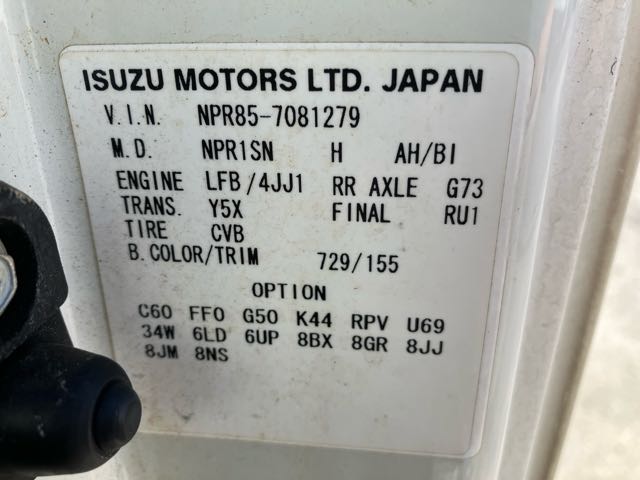 ISUZU MOTORS LTD. JAPAN
V.I.N. NPR85-7081279
M.D. NPR1SN H AH/BI
ENGINE LFB/4JJ1 RR AXLE G73
TRANS. Y5X FINAL RU1
TIRE CVB
B.COLOR/TRIM 729/155
OPTION
C60 FF0 G50 K44 RPV U69
34W 6LD 6UP 8BX 8GR 8JJ
8JM 8NS